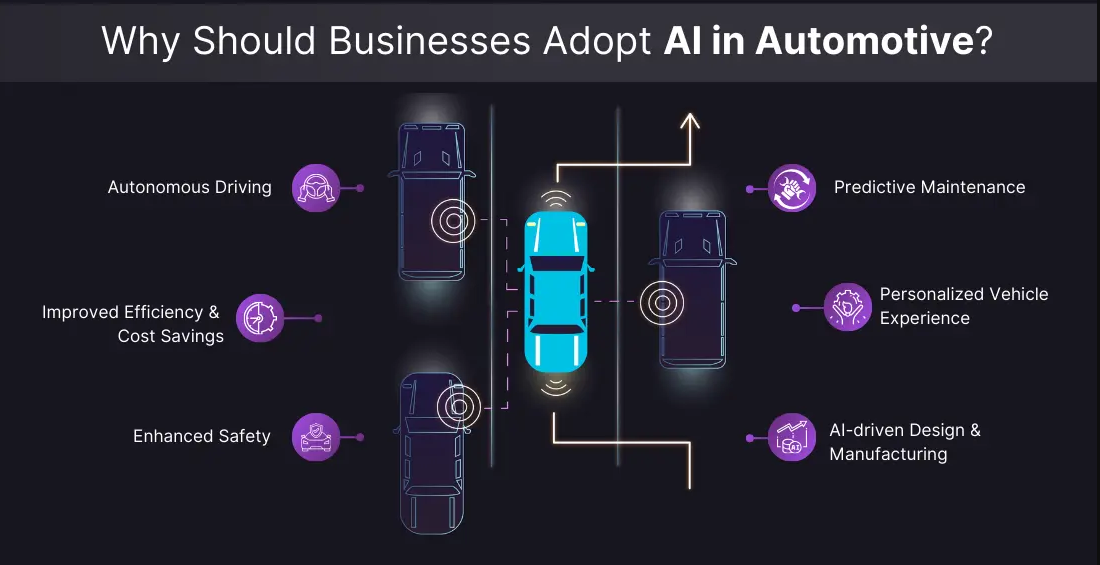 Why Should Businesses Adopt AI in Automotive?
Autonomous Driving
Improved Efficiency &
Cost Savings
Enhanced Safety
Predictive Maintenance
Personalized Vehicle
Experience
AI-driven Design &
Manufacturing
AI